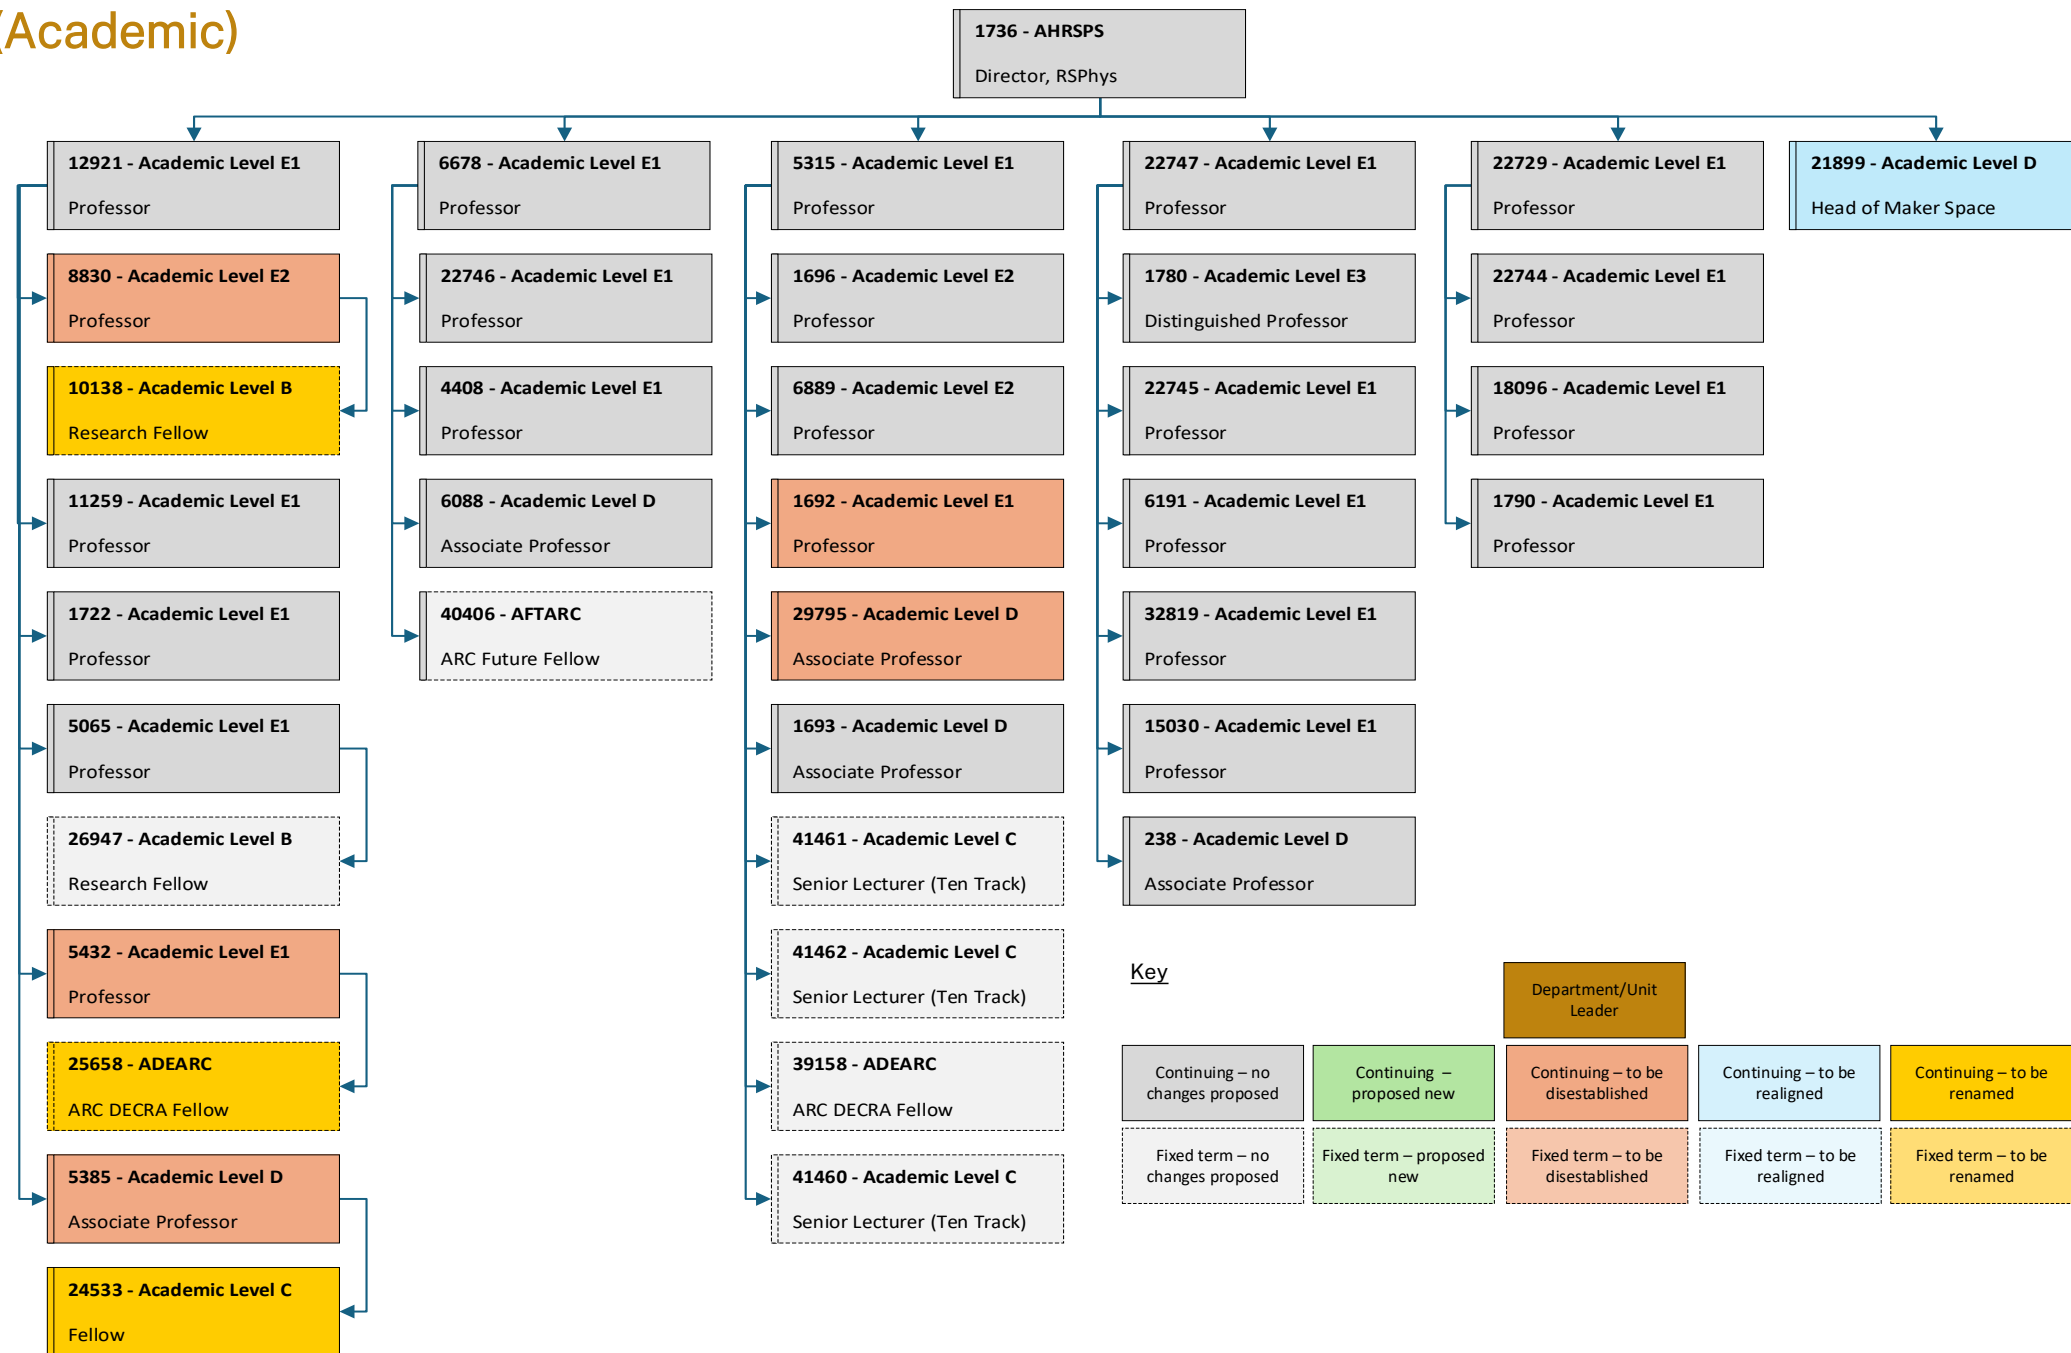 (Academic)
1736 - AHRSPS
Director, RSPhys
12921 - Academic Level E1
Professor
8830 - Academic Level E2
Professor
10138 - Academic Level B
Research Fellow
11259 - Academic Level E1
Professor
1722 - Academic Level E1
Professor
5065 - Academic Level E1
Professor
26947 - Academic Level B
Research Fellow
5432 - Academic Level E1
Professor
25658 - ADEARC
ARC DECRA Fellow
5385 - Academic Level D
Associate Professor
24533 - Academic Level C
Fellow
6678 - Academic Level E1
Professor
22746 - Academic Level E1
Professor
4408 - Academic Level E1
Professor
6088 - Academic Level D
Associate Professor
40406 - AFTARC
ARC Future Fellow
5315 - Academic Level E1
Professor
1696 - Academic Level E2
Professor
6889 - Academic Level E2
Professor
1692 - Academic Level E1
Professor
29795 - Academic Level D
Associate Professor
1693 - Academic Level D
Associate Professor
41461 - Academic Level C
Senior Lecturer (Ten Track)
41462 - Academic Level C
Senior Lecturer (Ten Track)
39158 - ADEARC
ARC DECRA Fellow
41460 - Academic Level C
Senior Lecturer (Ten Track)
22747 - Academic Level E1
Professor
1780 - Academic Level E3
Distinguished Professor
22745 - Academic Level E1
Professor
6191 - Academic Level E1
Professor
32819 - Academic Level E1
Professor
15030 - Academic Level E1
Professor
238 - Academic Level D
Associate Professor
22729 - Academic Level E1
Professor
22744 - Academic Level E1
Professor
18096 - Academic Level E1
Professor
1790 - Academic Level E1
Professor
21899 - Academic Level D
Head of Maker Space
Key
Department/Unit
Leader
Continuing – no
changes proposed
Continuing –
proposed new
Continuing – to be
disestablished
Continuing – to be
realigned
Continuing – to be
renamed
Fixed term – no
changes proposed
Fixed term – proposed
new
Fixed term – to be
disestablished
Fixed term – to be
realigned
Fixed term – to be
renamed